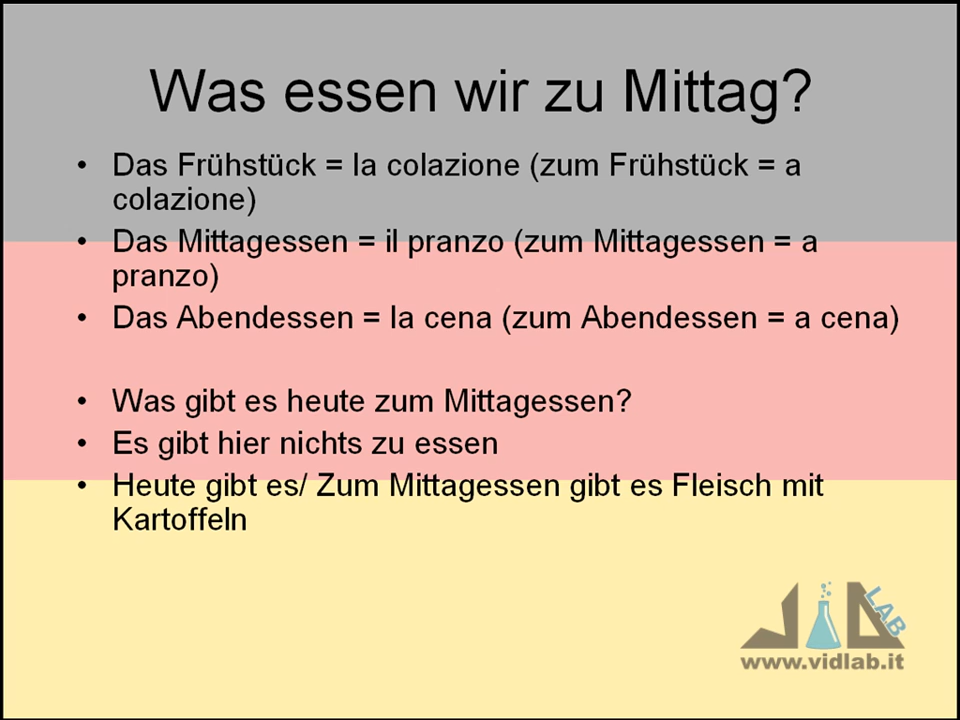 Was essen wir zu Mittag?
• Das Frühstück = la colazione (zum Frühstück = a
colazione)
• Das Mittagessen = il pranzo (zum Mittagessen = a
pranzo)
• Das Abendessen = la cena (zum Abendessen = a cena)
• Was gibt es heute zum Mittagessen?
• Es gibt hier nichts zu essen
• Heute gibt es/ Zum Mittagessen gibt es Fleisch mit
Kartoffeln
LAB
www.vidlab.it